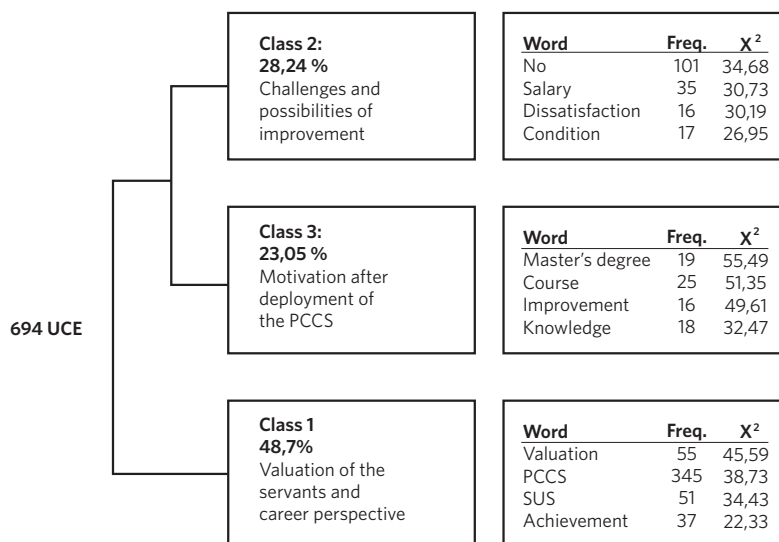 Class 2:
28,24 %
Challenges and
possibilities of
improvement
Word Freq. X²
No 101 34,68
Salary 35 30,73
Dissatisfaction 16 30,19
Condition 17 26,95
Class 3:
23,05 %
Motivation after
deployment of
the PCCS
Word Freq. X²
Master's degree 19 55,49
Course 25 51,35
Improvement 16 49,61
Knowledge 18 32,47
694 UCE
Class 1
48,7%
Valuation of the
servants and
career perspective
Word Freq. X²
Valuation 55 45,59
PCCS 345 38,73
SUS 51 34,43
Achievement 37 22,33